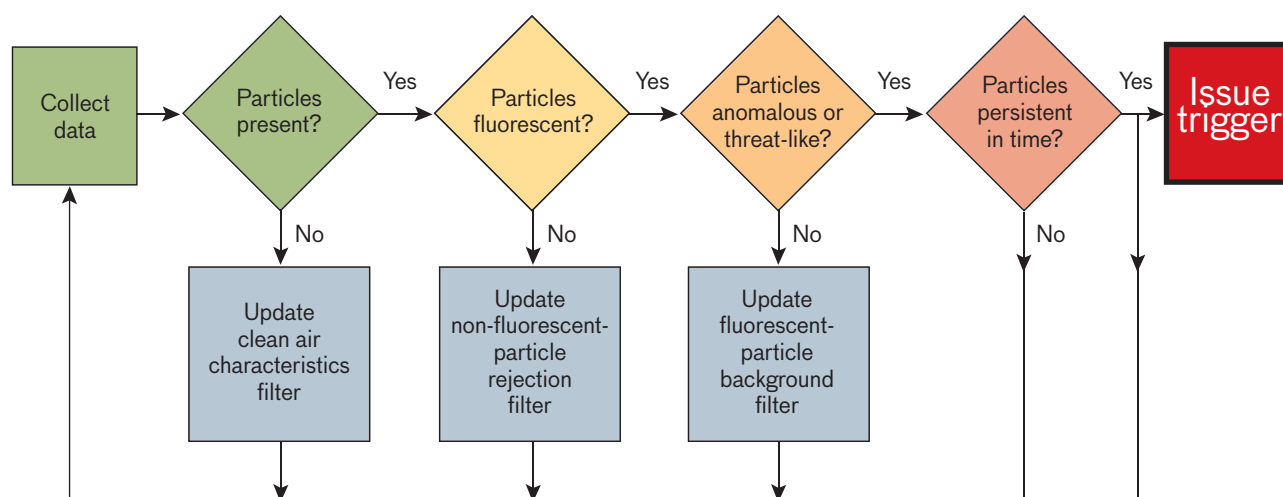 Collect
data
Particles
present?
Yes
Particles
fluorescent?
Yes
Particles
anomalous or
threat-like?
Yes
Particles
persistent
in time?
Yes
Issue
trigger
No
No
No
No
Update
clean air
characteristics
filter
Update
non-fluorescent-
particle
rejection
filter
Update
fluorescent-
particle
background
filter